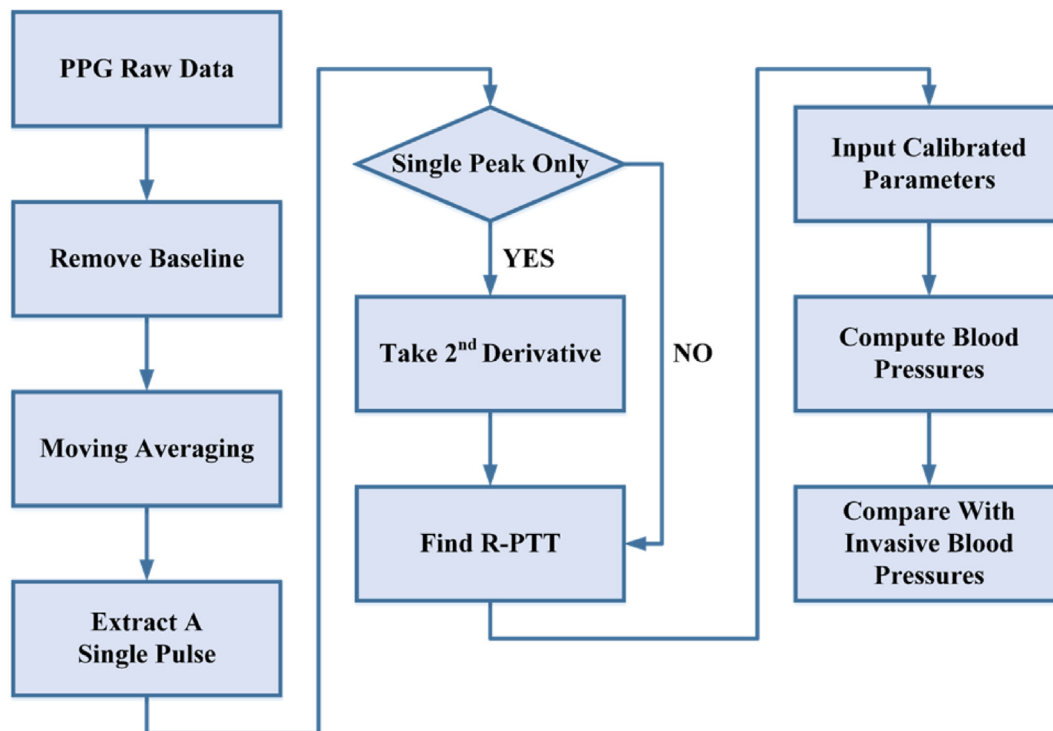 PPG Raw Data
Remove Baseline
Moving Averaging
Extract A
Single Pulse
Single Peak Only
YES
Take 2nd Derivative
NO
Find R-PTT
Input Calibrated
Parameters
Compute Blood
Pressures
Compare With
Invasive Blood
Pressures